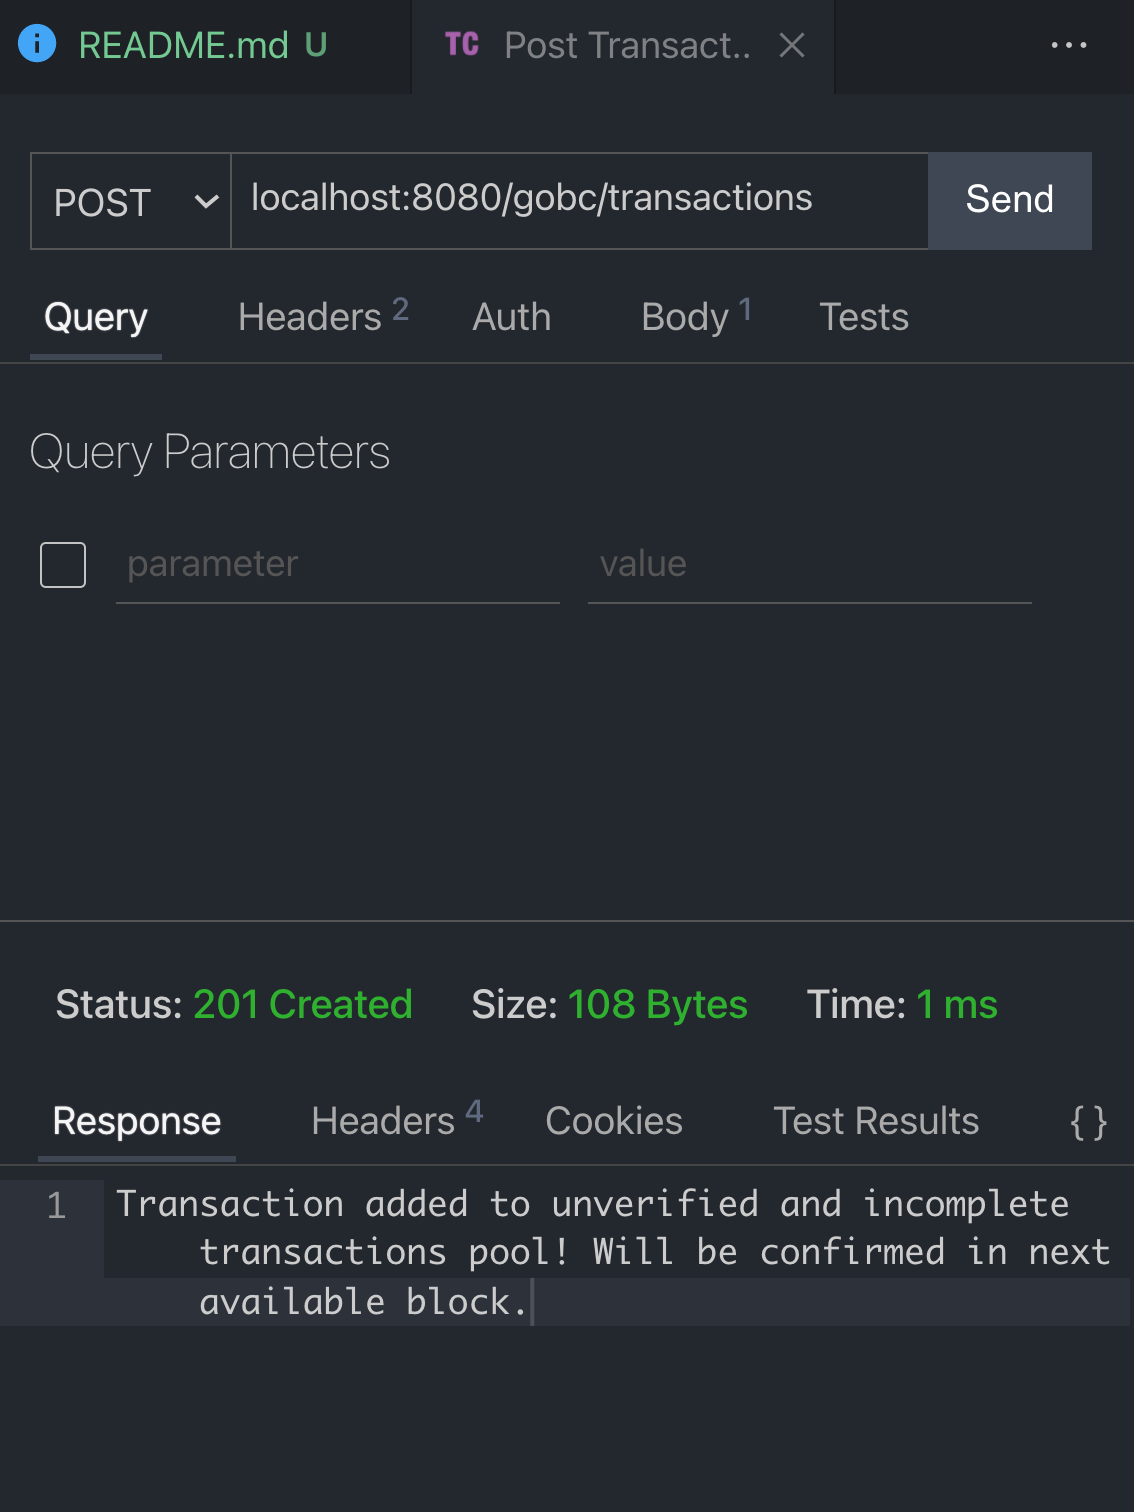 README.md U
TC Post Transact..
POST localhost:8080/gobc/transactions Send
Query Headers 2 Auth Body 1 Tests
Query Parameters
parameter value
Status: 201 Created Size: 108 Bytes Time: 1 ms
Response Headers 4 Cookies Test Results {}
1 Transaction added to unverified and incomplete
transactions pool! Will be confirmed in next
available block.